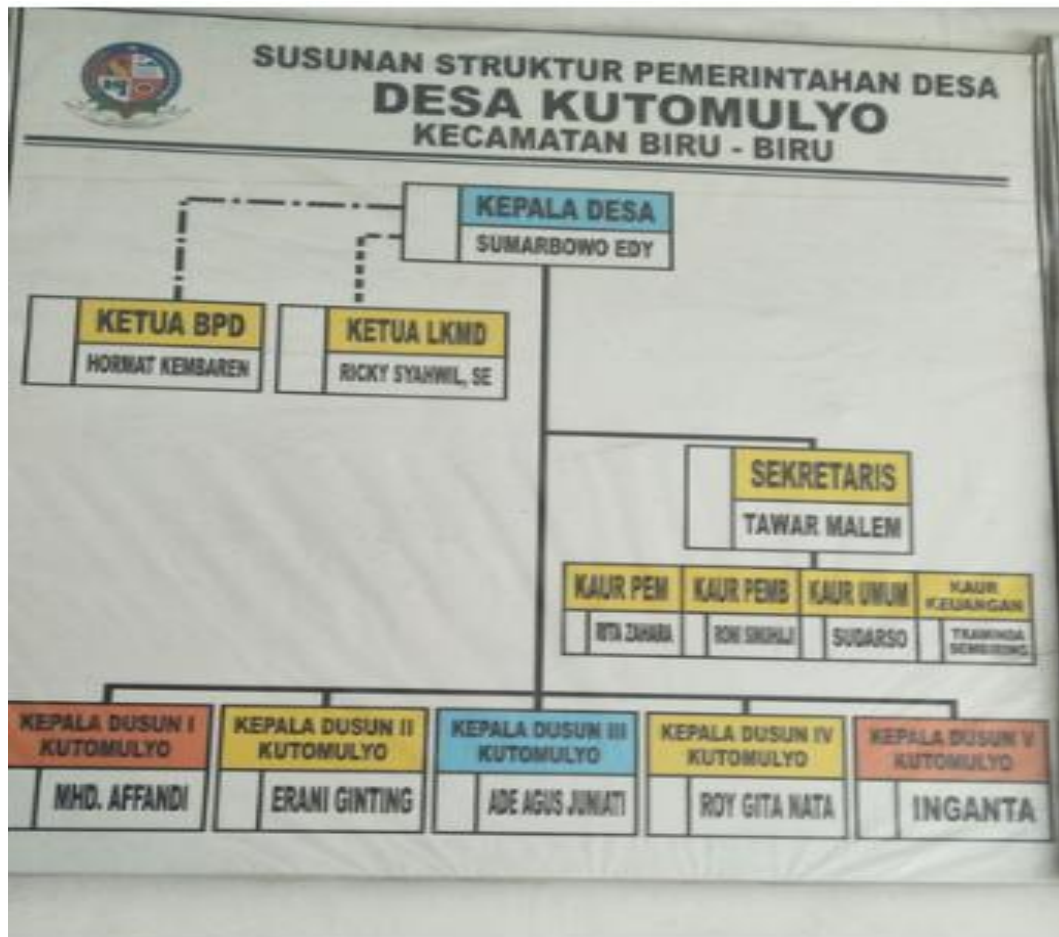 SUSUNAN STRUKTUR PEMERINTAHAN DESA
DESA KUTOMULYO
KECAMATAN BIRU - BIRU
KEPALA DESA
SUMARBOWO EDY
KETUA BPD
HORMAT KEMBAREN
KETUA LKMD
RICKY SYAHWIL, SE
SEKRETARIS
TAWAR MALEM
KAUR PEM
RITA ZAHARA
KAUR PEMB
KAUR UMUM
SUDARSO
KAUR
KEUANGAN
SEMBIRING
KEPALA DUSUN I
KUTOMULYO
MHD. AFFANDI
KEPALA DUSUN II
KUTOMULYO
ERANI GINTING
KEPALA DUSUN III
KUTOMULYO
ADE AGUS JUNIATI
KEPALA DUSUN IV
KUTOMULYO
ROY GITA NATA
KEPALA DUSUN V
KUTOMULYO
INGANTA